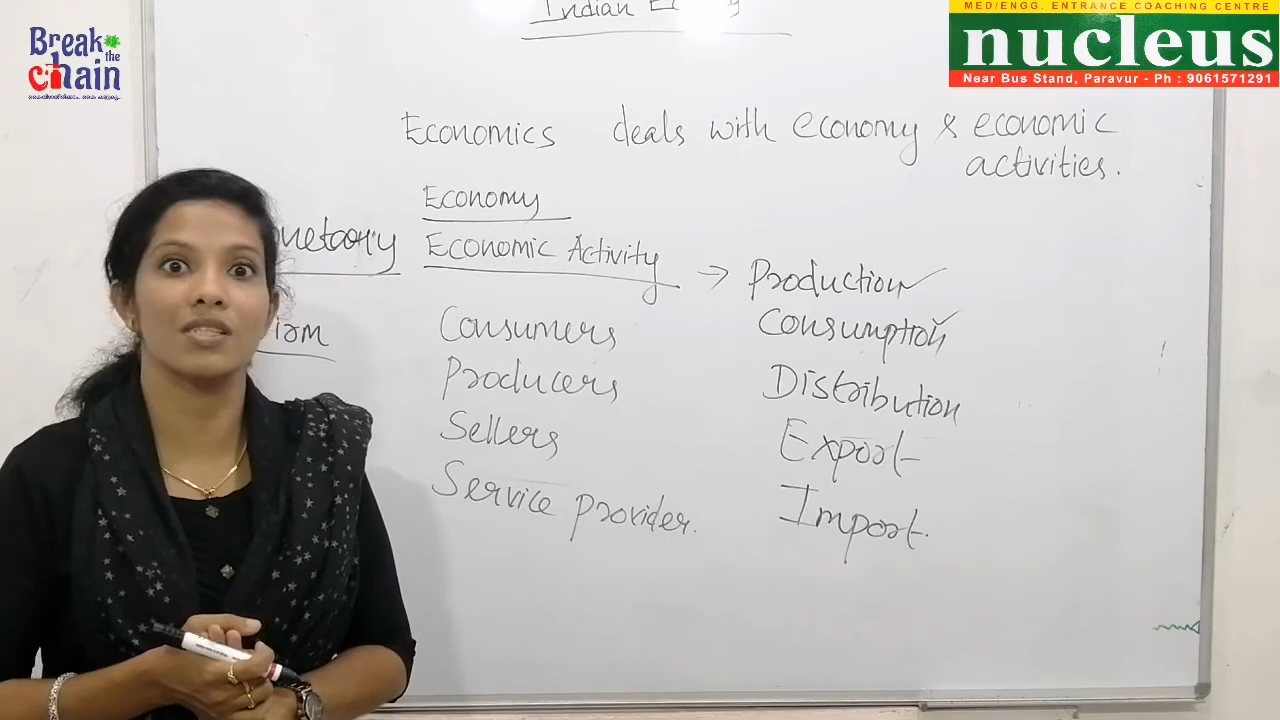 Break
the
chain
MED/ENGG. ENTRANCE COACHING CENTRE
nucleus
Near Bus Stand, Paravur - Ph : 9061571291
Indian
Economics deals with economy & economic
activities.
Economy
Economic Activity → Production ✓
Consumers
Producers
Sellers
Service provider.
Consumption ✓
Distribution
Export
Import.